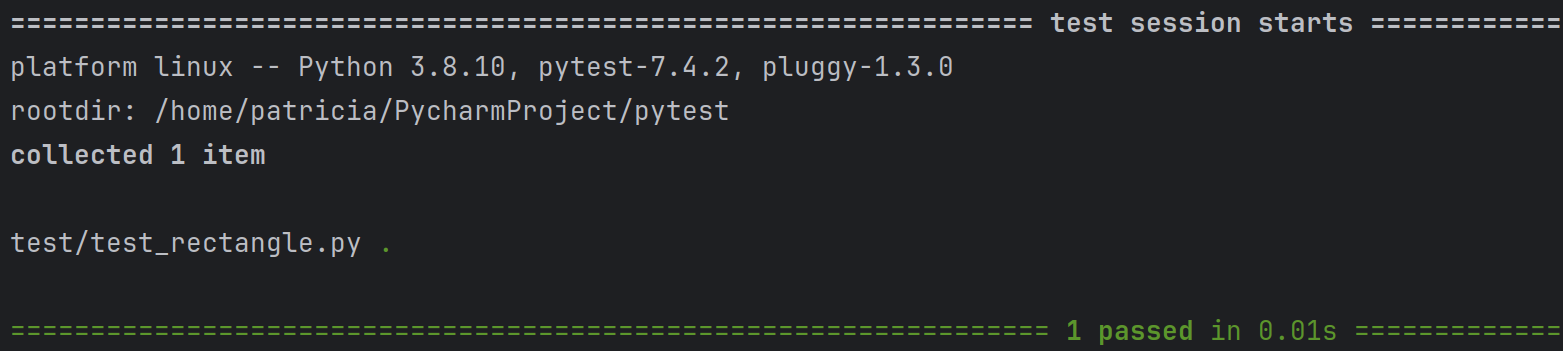 ================================================================ test session starts ============
platform linux -- Python 3.8.10, pytest-7.4.2, pluggy-1.3.0
rootdir: /home/patricia/PycharmProject/pytest
collected 1 item
test/test_rectangle.py .
================================================================= 1 passed in 0.01s =============